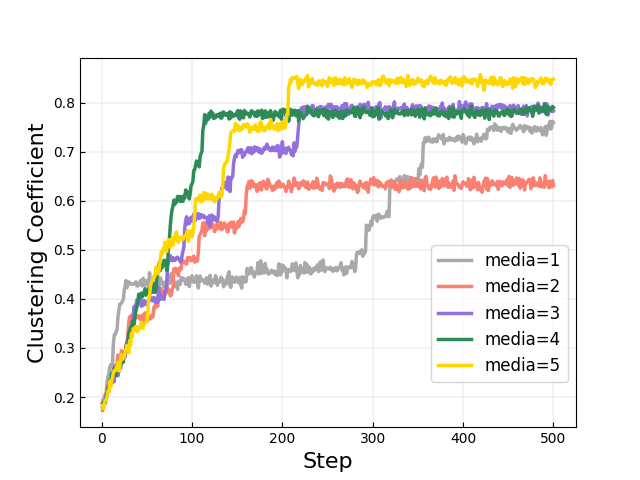 Clustering Coefficient
0.8
0.7
0.6
0.5
0.4
0.3
0.2
media=1
media=2
media=3
media=4
media=5
0 100 200 300 400 500
Step